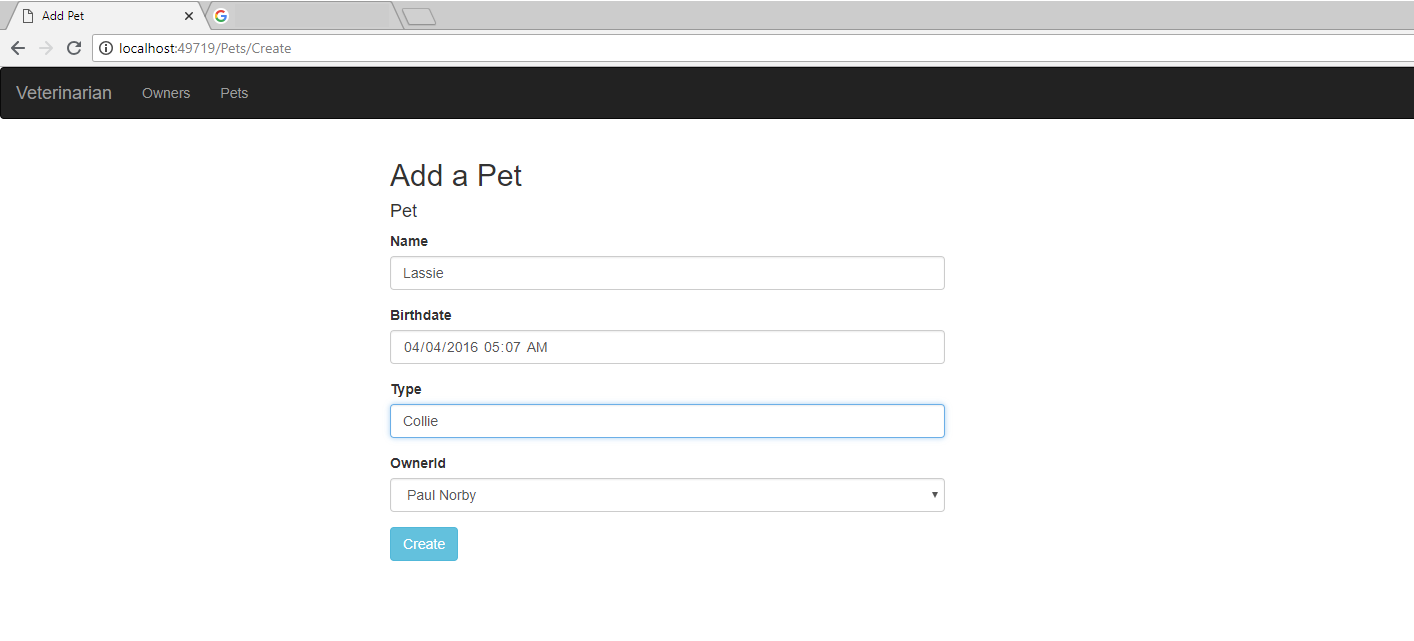 Add Pet
localhost:49719/Pets/Create
Veterinarian Owners Pets
Add a Pet
Pet
Name
Lassie
Birthdate
04/04/2016 05:07 AM
Type
Collie
OwnerId
Paul Norby
Create